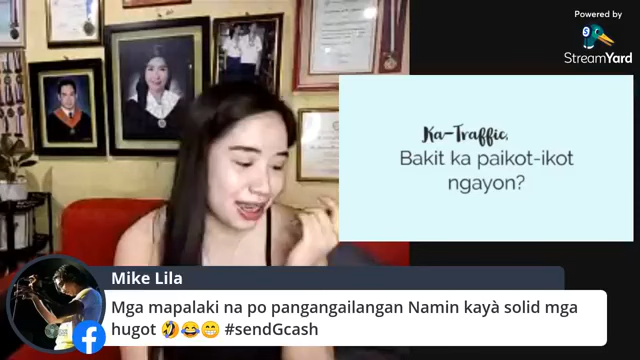 Powered by
StreamYard
Ka-Traffic,
Bakit ka paikot-ikot
ngayon?
Mike Lila
Mga mapalaki na po pangangailangan Namin kayà solid mga
hugot 🤣😂😁 #sendGcash